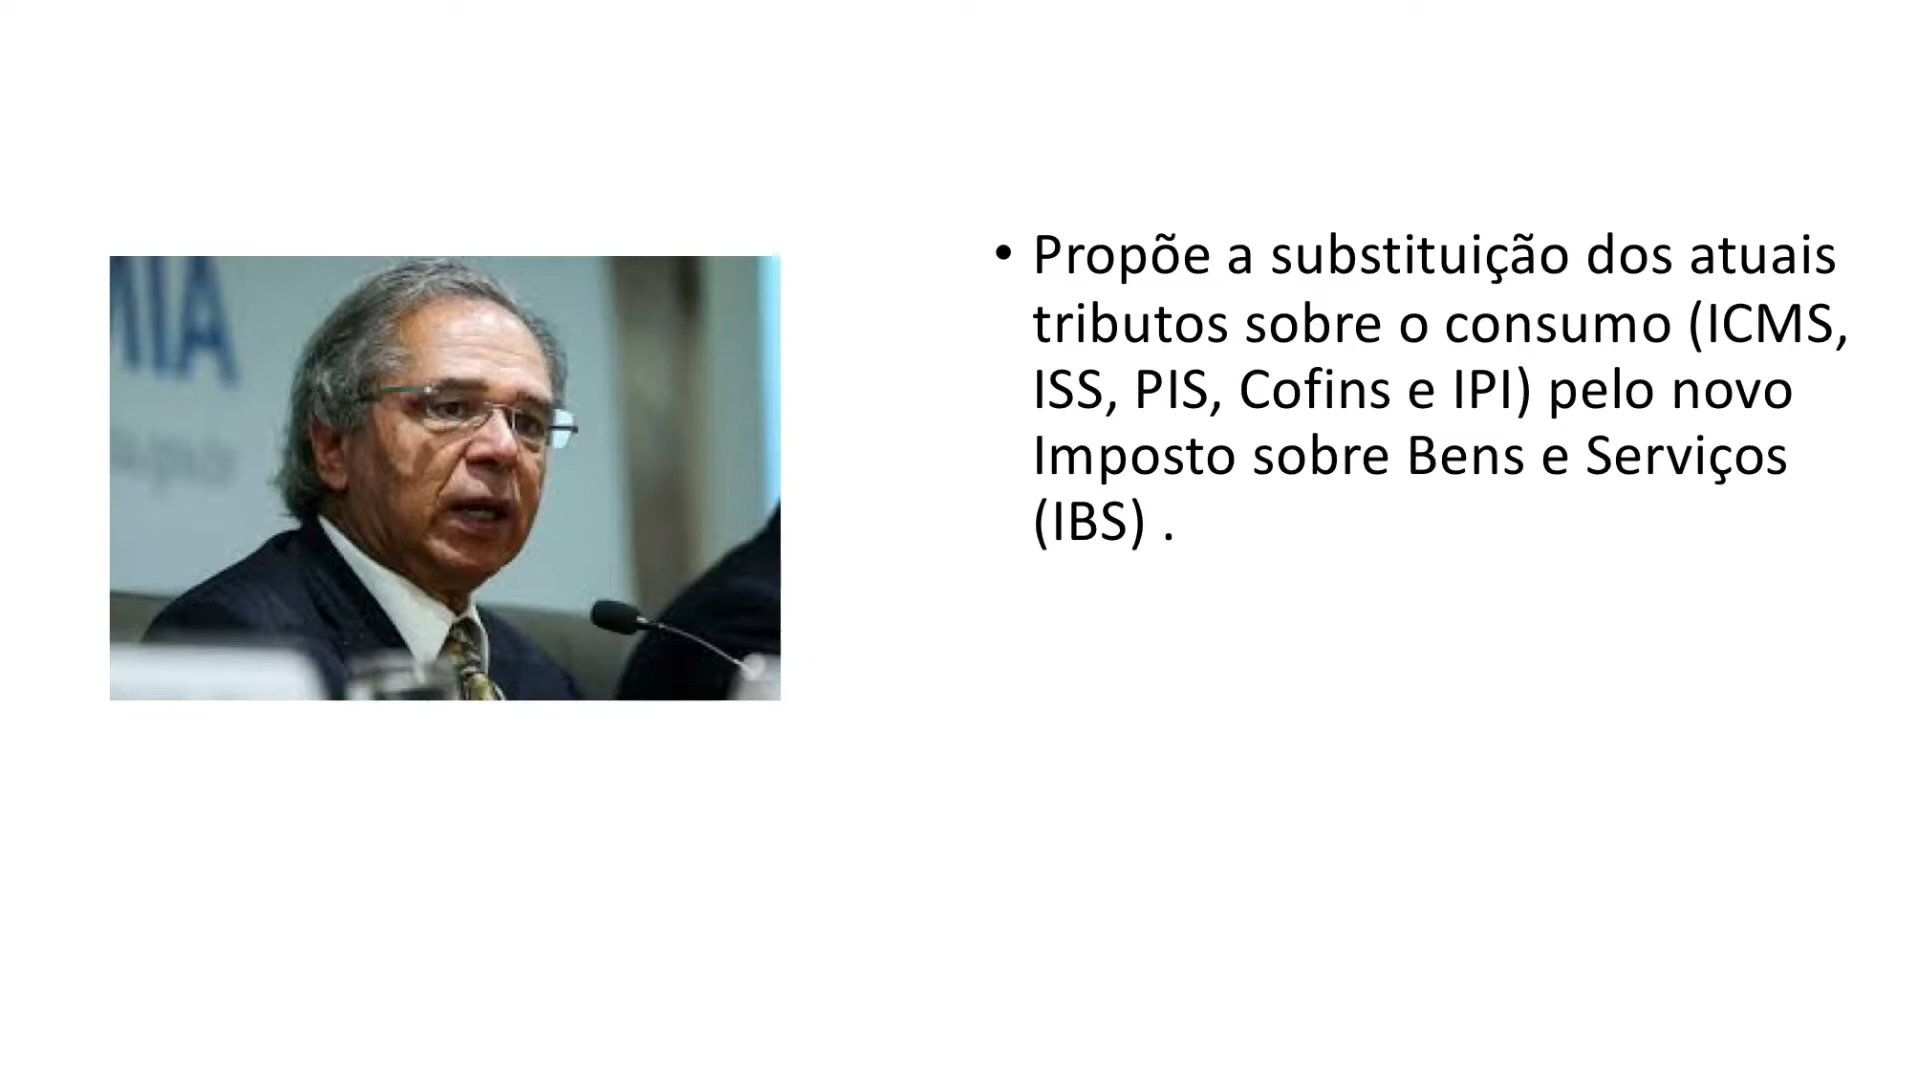 MIA
• Propõe a substituição dos atuais
tributos sobre o consumo (ICMS,
ISS, PIS, Cofins e IPI) pelo novo
Imposto sobre Bens e Serviços
(IBS) .